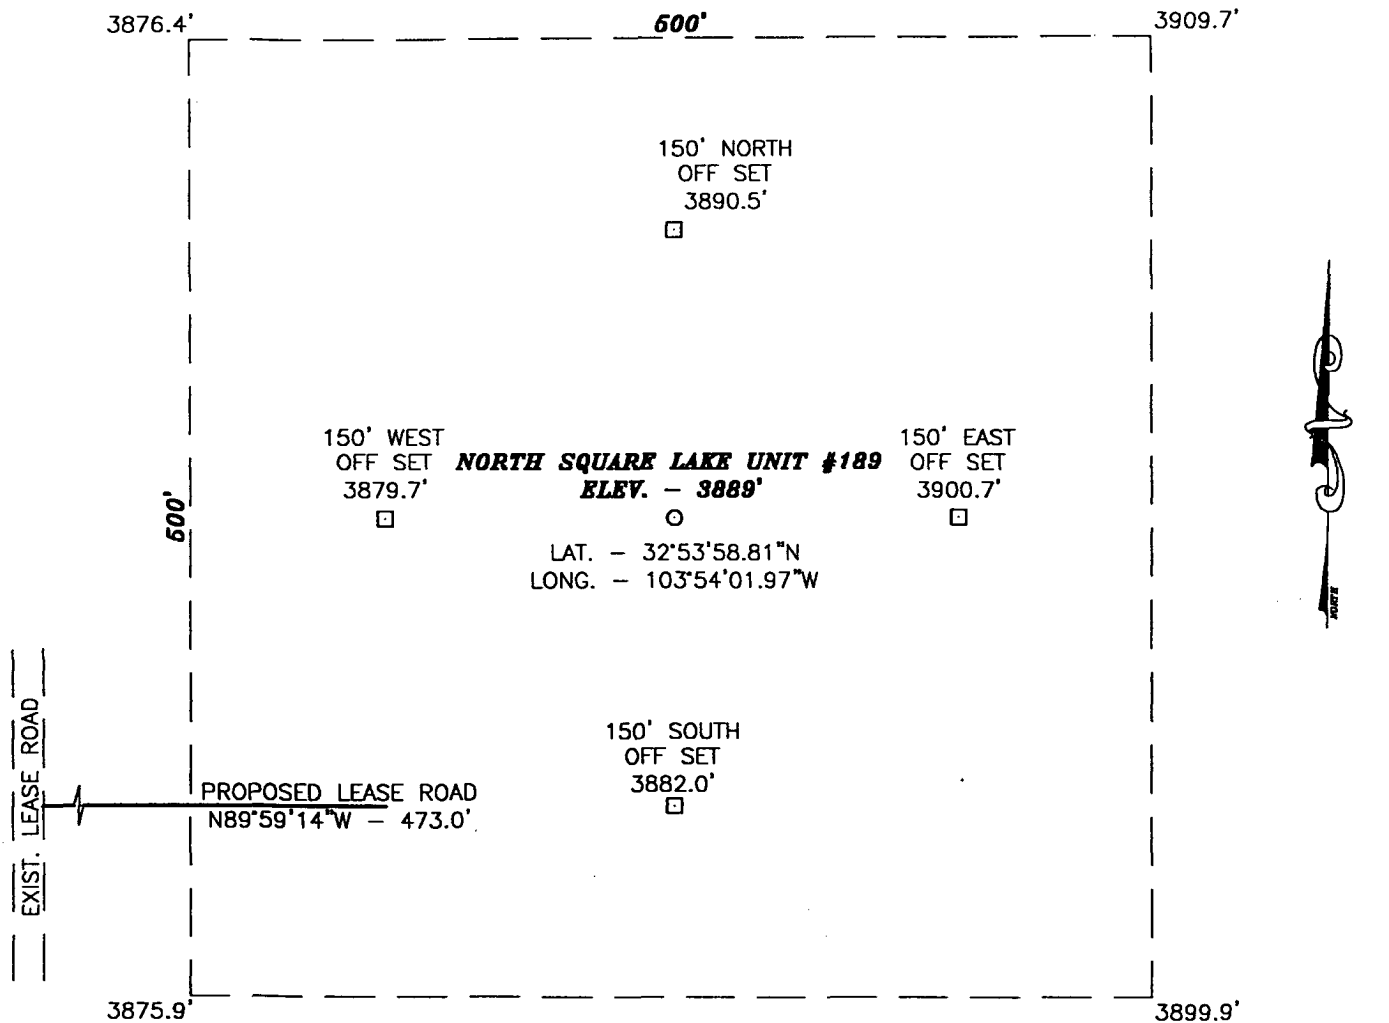 3876.4'
500'
3909.7'
150' NORTH
OFF SET
3890.5'
150' WEST
OFF SET
3879.7'
NORTH SQUARE LAKE UNIT #189
ELEV. - 3889'
150' EAST
OFF SET
3900.7'
500'
LAT. - 32°53'58.81"N
LONG. - 103°54'01.97"W
NORTH
EXIST. LEASE ROAD
150' SOUTH
OFF SET
3882.0'
PROPOSED LEASE ROAD
N89°59'14"W - 473.0'
3875.9'
3899.9'